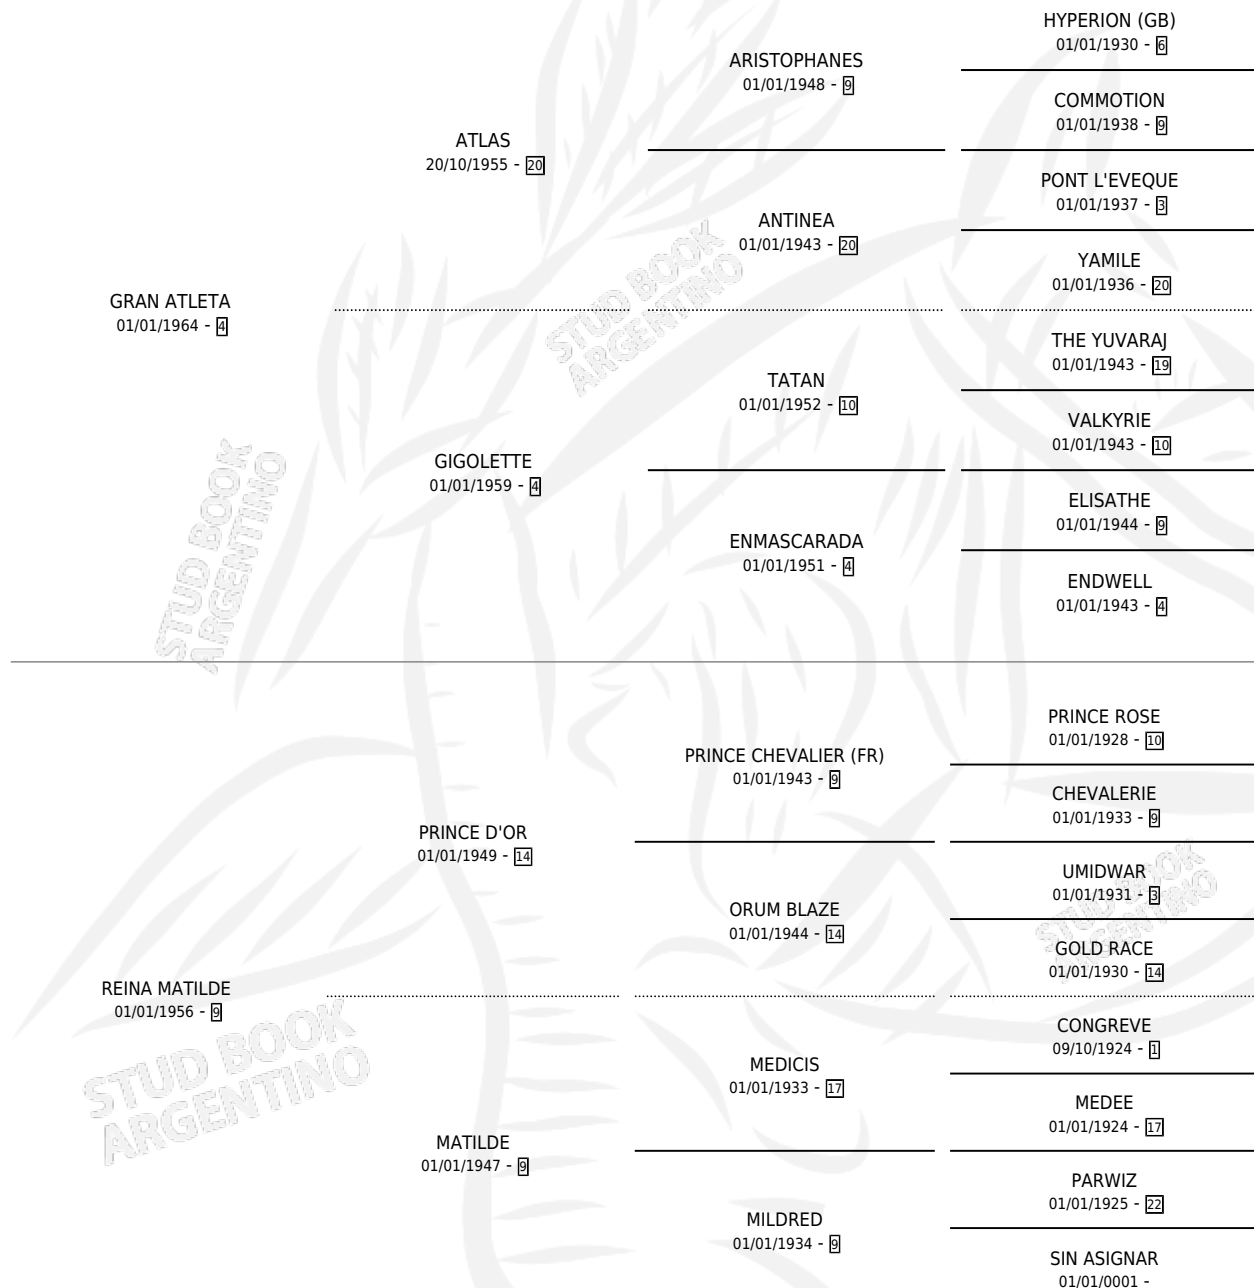 HYPERION (GB)
01/01/1930 - 6
ARISTOPHANES
01/01/1948 - 9
COMMOTION
01/01/1938 - 9
ATLAS
20/10/1955 - 20
PONT L'EVEQUE
01/01/1937 - 3
ANTINEA
01/01/1943 - 20
YAMILE
01/01/1936 - 20
GRAN ATLETA
01/01/1964 - 4
THE YUVARAJ
01/01/1943 - 19
TATAN
01/01/1952 - 10
VALKYRIE
01/01/1943 - 10
GIGOLETTE
01/01/1959 - 4
ELISATHE
01/01/1944 - 9
ENMASCARADA
01/01/1951 - 4
ENDWELL
01/01/1943 - 4
PRINCE ROSE
01/01/1928 - 10
PRINCE CHEVALIER (FR)
01/01/1943 - 9
CHEVALERIE
01/01/1933 - 9
PRINCE D'OR
01/01/1949 - 14
UMIDWAR
01/01/1931 - 3
ORUM BLAZE
01/01/1944 - 14
GOLD RACE
01/01/1930 - 14
REINA MATILDE
01/01/1956 - 9
CONGREVE
09/10/1924 - 1
MEDICIS
01/01/1933 - 17
MEDEE
01/01/1924 - 17
MATILDE
01/01/1947 - 9
PARWIZ
01/01/1925 - 22
MILDRED
01/01/1934 - 9
SIN ASIGNAR
01/01/0001 -
STUD BOOK
ARGENTINO
STUD BOOK
ARGENTINO
STUD BOOK
ARGENTINO
STUD BOOK
ARGENTINO